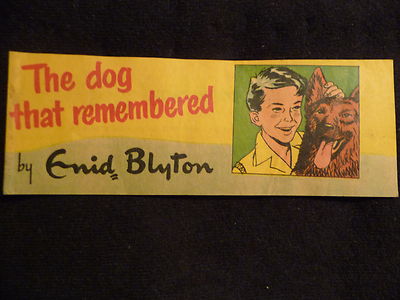 The dog
that remembered
by Enid Blyton